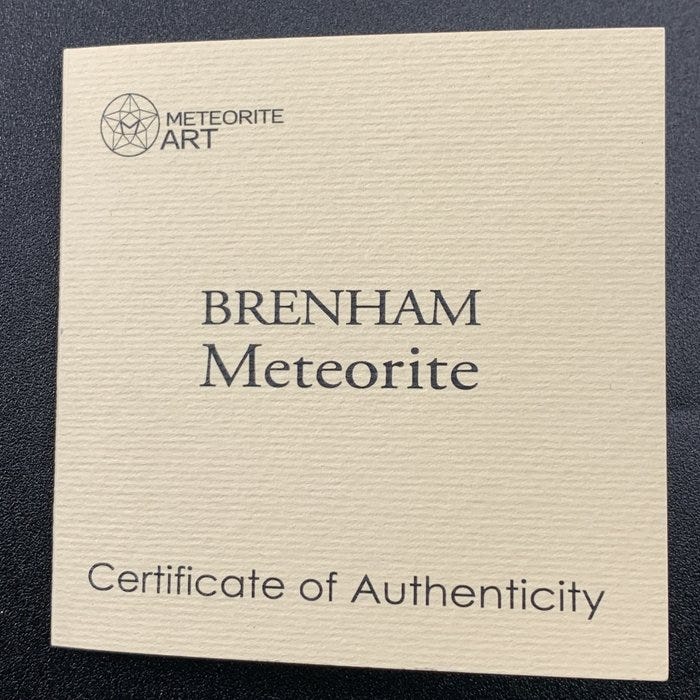 METEORITE
ART
BRENHAM
Meteorite
Certificate of Authenticity